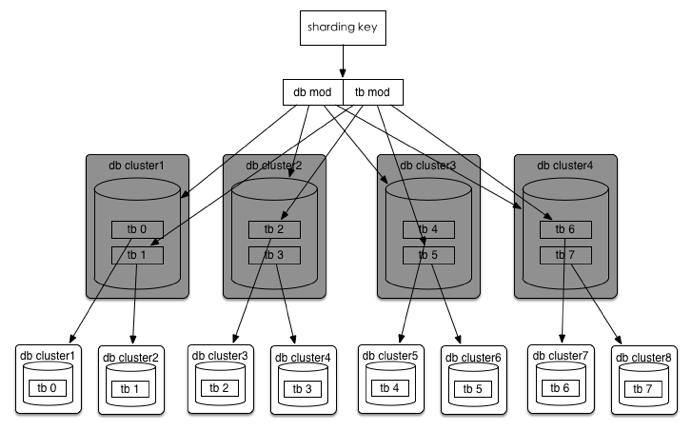 sharding key
db mod
tb mod
db cluster1
db cluster2
db cluster3
db cluster4
tb 0
tb 2
tb 4
tb 6
tb 1
tb 3
tb 5
tb 7
db cluster1
db cluster2
db cluster3
db cluster4
db cluster5
db cluster6
db cluster7
db cluster8
tb 0
tb 1
tb 2
tb 3
tb 4
tb 5
tb 6
tb 7